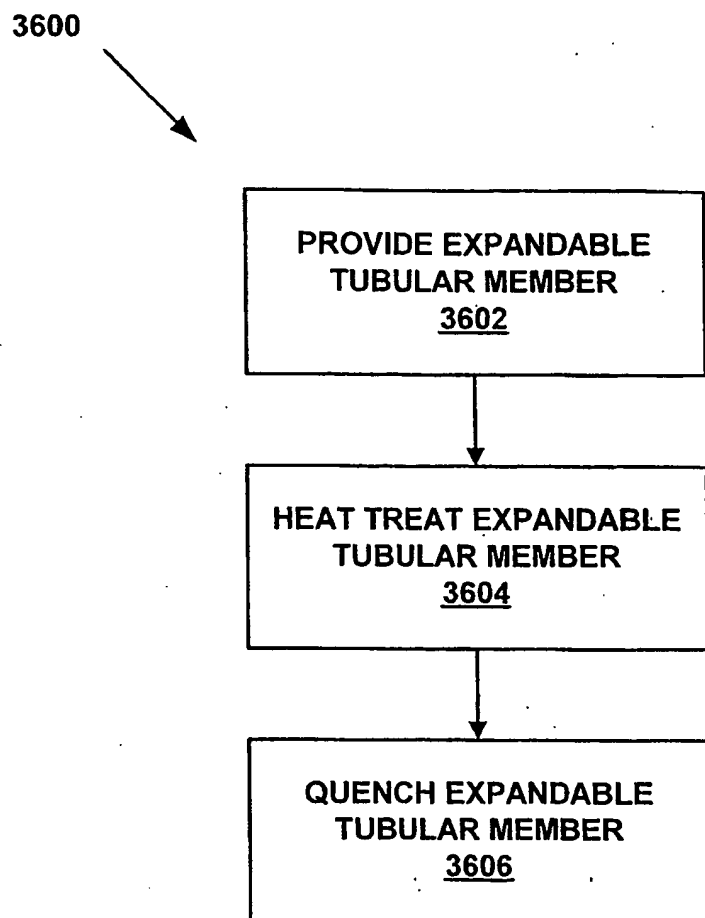 3600
PROVIDE EXPANDABLE
TUBULAR MEMBER
3602
HEAT TREAT EXPANDABLE
TUBULAR MEMBER
3604
QUENCH EXPANDABLE
TUBULAR MEMBER
3606